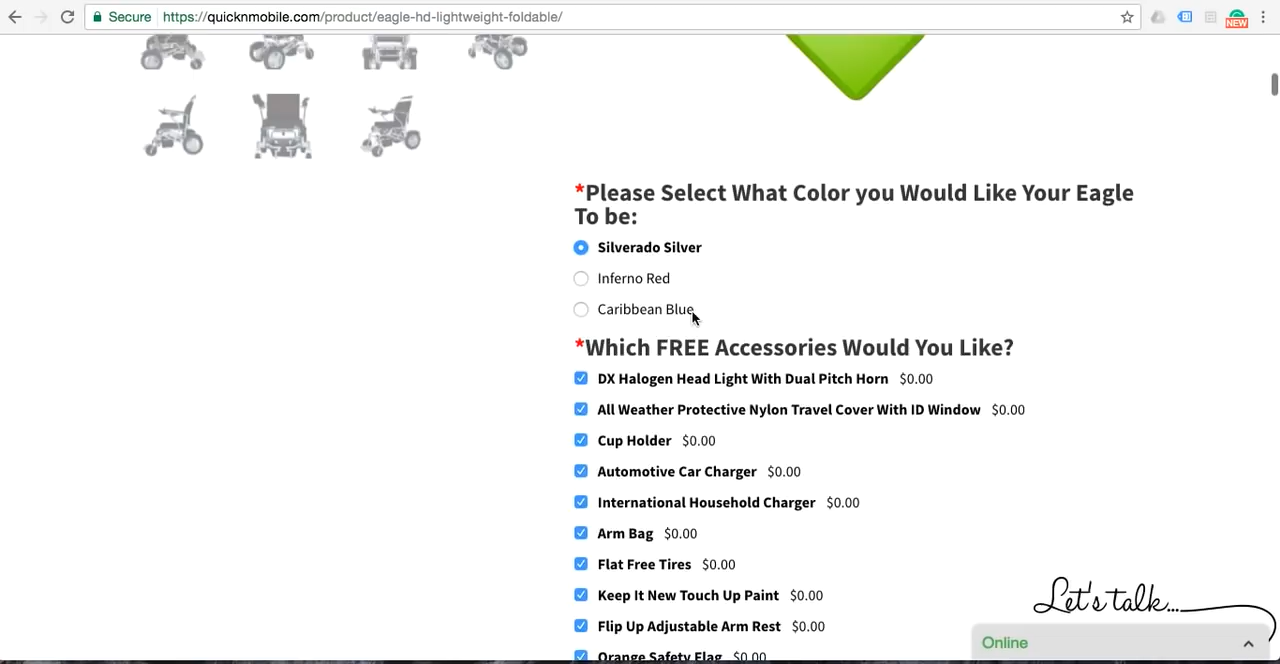 Secure https://quicknmobile.com/product/eagle-hd-lightweight-foldable/
NEW
*Please Select What Color you Would Like Your Eagle
To be:
Silverado Silver
Inferno Red
Caribbean Blue
*Which FREE Accessories Would You Like?
DX Halogen Head Light With Dual Pitch Horn $0.00
All Weather Protective Nylon Travel Cover With ID Window $0.00
Cup Holder $0.00
Automotive Car Charger $0.00
International Household Charger $0.00
Arm Bag $0.00
Flat Free Tires $0.00
Keep It New Touch Up Paint $0.00
Flip Up Adjustable Arm Rest $0.00
Orange Safety Flag $0.00
Let's talk...
Online